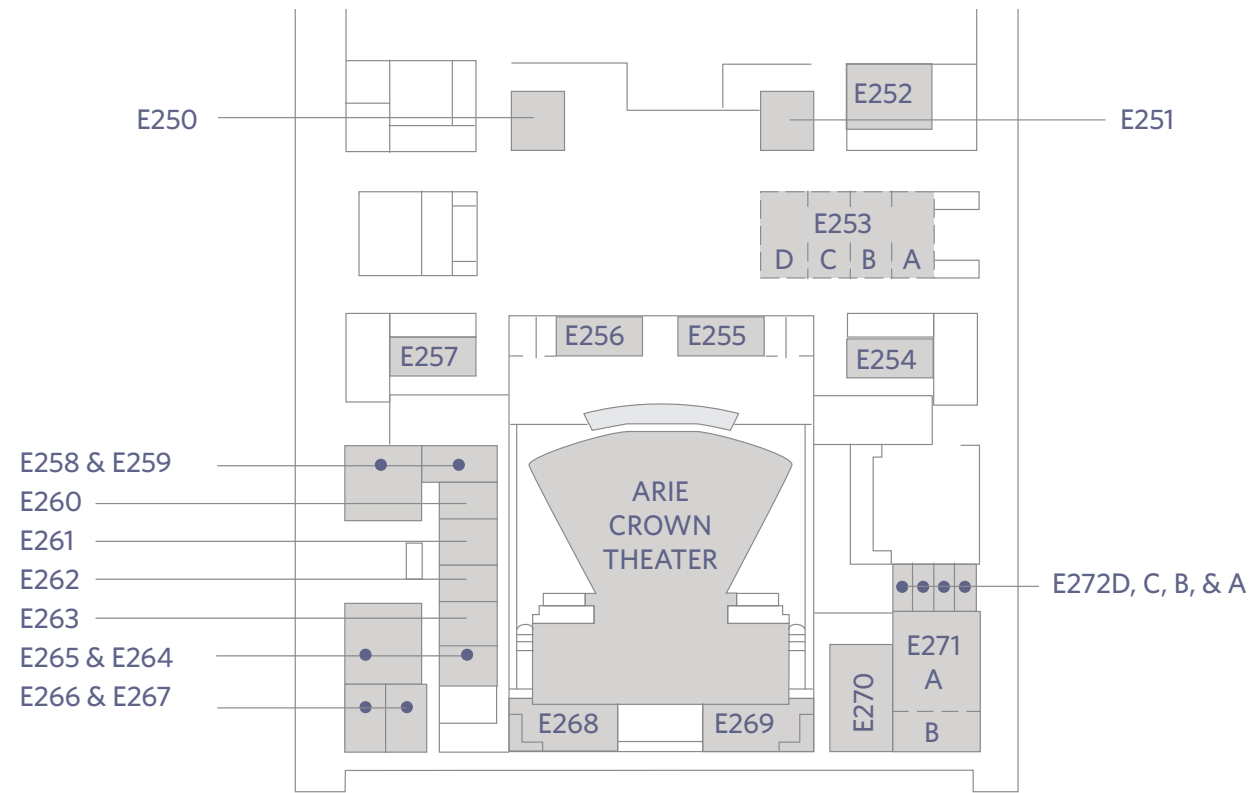 E252
E250
E251
E253
D C B A
E256
E255
E257
E254
E258 & E259
E260
E261
E262
E263
E265 & E264
E266 & E267
ARIE
CROWN
THEATER
E272D, C, B, & A
E271
A
B
E270
E268
E269